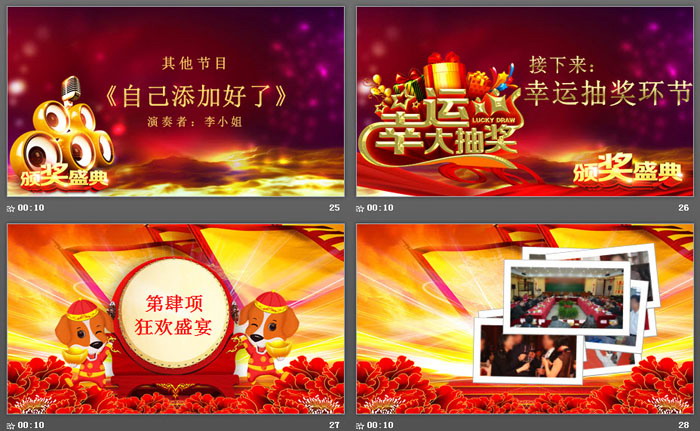 其他节目
《自己添加好了》
演奏者：李小姐
颁奖盛典
00:10
25
接下来：
幸运抽奖环节
LUCKY DRAW
幸运
大抽奖
颁奖盛典
00:10
26
第肆项
狂欢盛宴
00:10
27
00:10
28